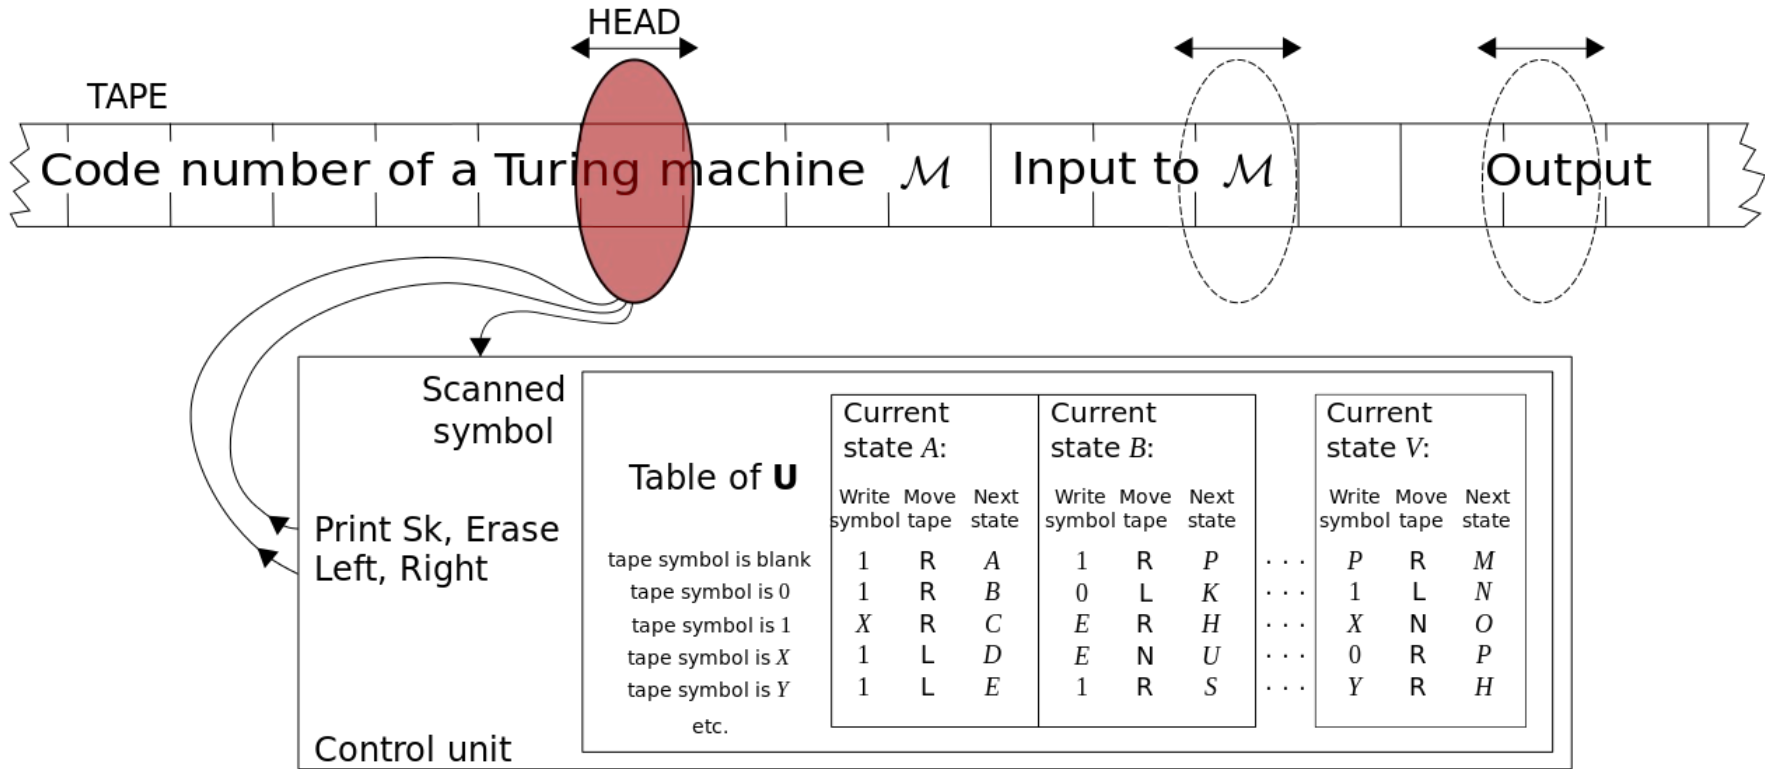 HEAD
TAPE
Code number of a Turing machine ℳ Input to ℳ Output
Scanned
symbol
Print Sk, Erase
Left, Right
Control unit
Table of U
Current Current Current
state A: state B: state V:
Write Move Next Write Move Next Write Move Next
symbol tape state symbol tape state symbol tape state
tape symbol is blank 1 R A 1 R P · · · P R M
tape symbol is 0 1 R B 0 L K · · · 1 L N
tape symbol is 1 X R C E R H · · · X N O
tape symbol is X 1 L D E N U · · · 0 R P
tape symbol is Y 1 L E 1 R S · · · Y R H
etc.